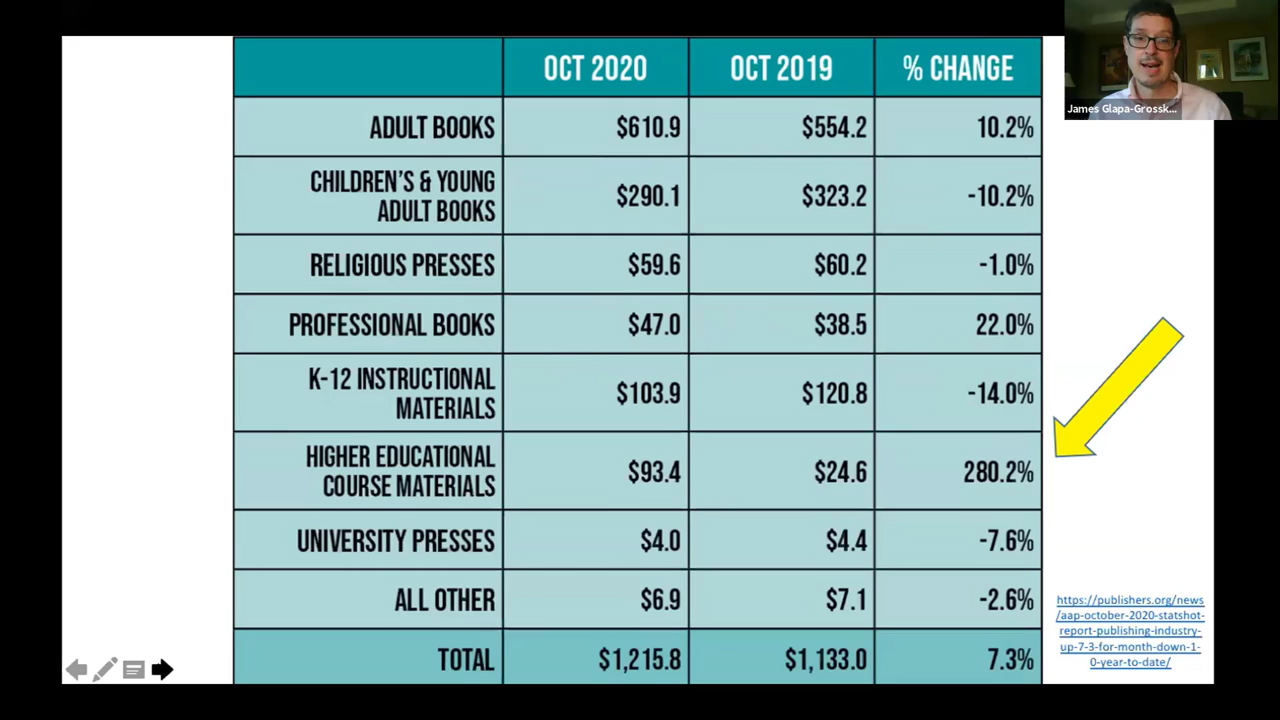 OCT 2020 OCT 2019 % CHANGE
ADULT BOOKS $610.9 $554.2 10.2%
CHILDREN'S & YOUNG
ADULT BOOKS $290.1 $323.2 -10.2%
RELIGIOUS PRESSES $59.6 $60.2 -1.0%
PROFESSIONAL BOOKS $47.0 $38.5 22.0%
K-12 INSTRUCTIONAL
MATERIALS $103.9 $120.8 -14.0%
HIGHER EDUCATIONAL
COURSE MATERIALS $93.4 $24.6 280.2%
UNIVERSITY PRESSES $4.0 $4.4 -7.6%
ALL OTHER $6.9 $7.1 -2.6%
TOTAL $1,215.8 $1,133.0 7.3%
https://publishers.org/news
/aap-october-2020-statshot-
report-publishing-industry-
up-7-3-for-month-down-1-
0-year-to-date/
James Glapa-Grossk...